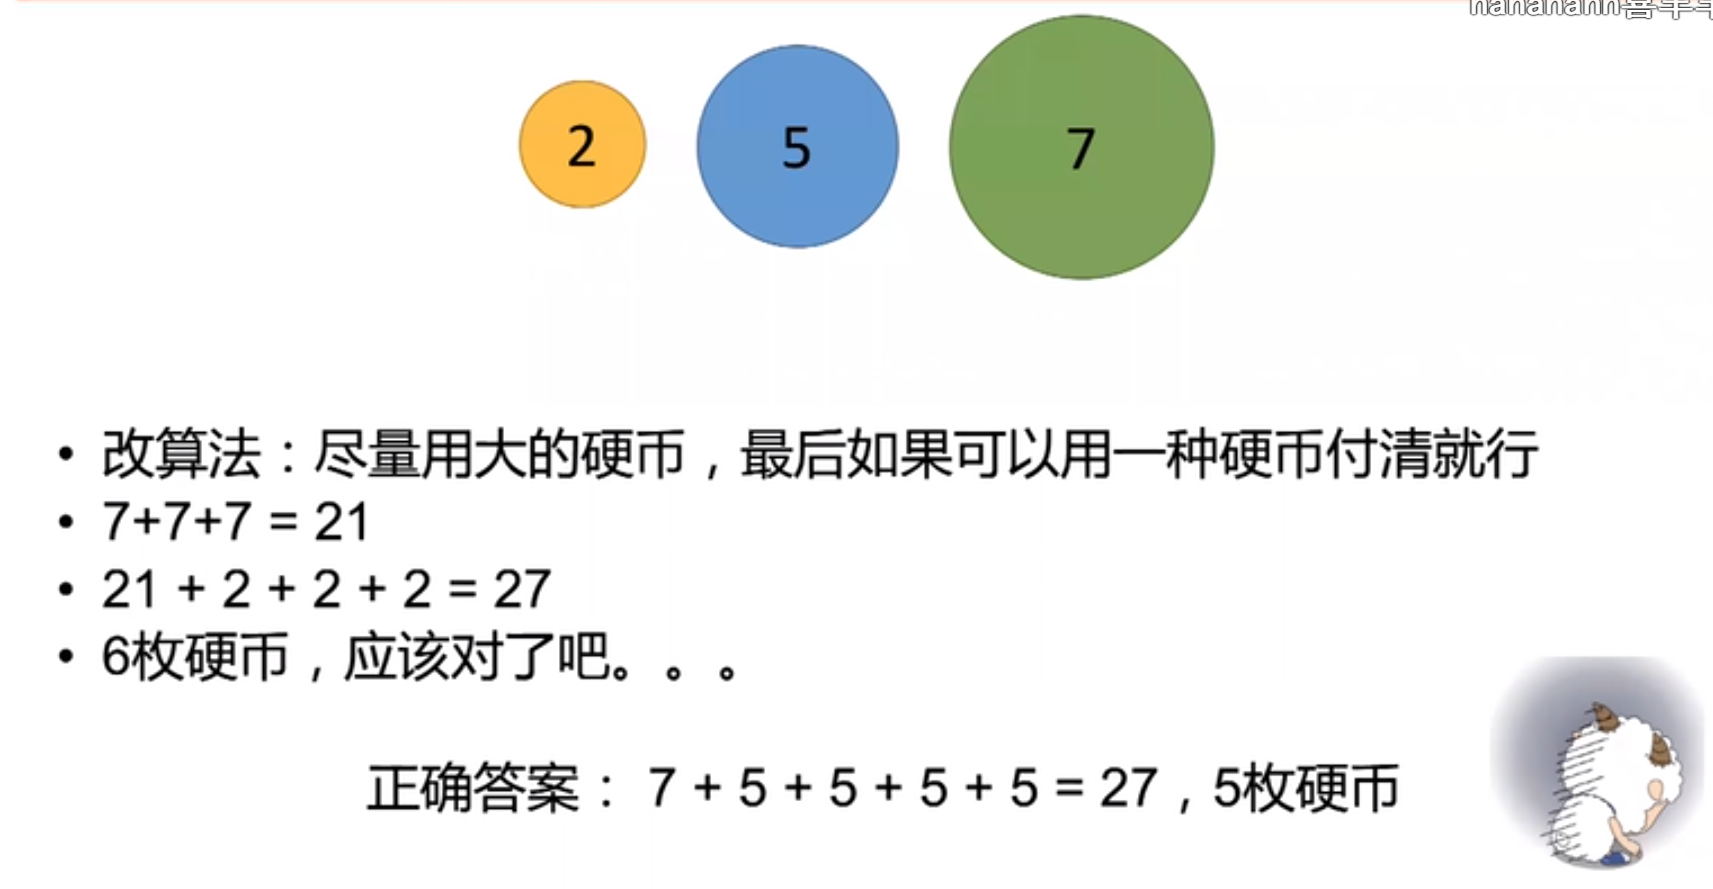 2 5 7
• 改算法：尽量用大的硬币，最后如果可以用一种硬币付清就行
• 7+7+7 = 21
• 21 + 2 + 2 + 2 = 27
• 6枚硬币，应该对了吧。。。
正确答案： 7 + 5 + 5 + 5 + 5 = 27，5枚硬币